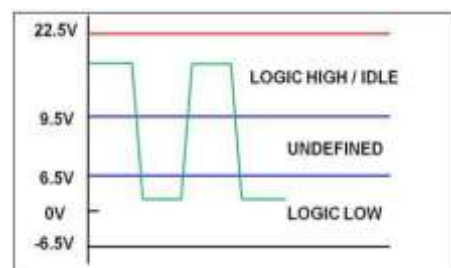 22.5V
LOGIC HIGH / IDLE
9.5V
UNDEFINED
6.5V
0V
LOGIC LOW
-6.5V